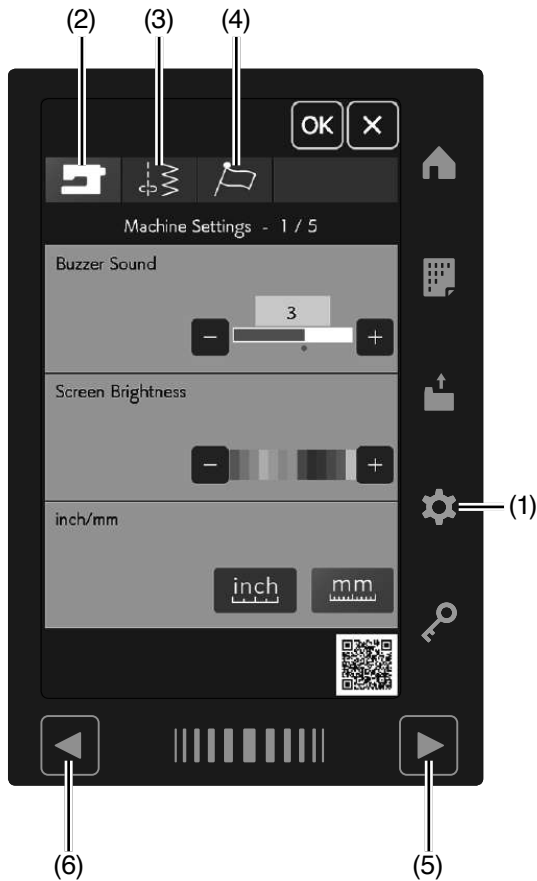 (2) (3) (4)
OK
Machine Settings - 1 / 5
Buzzer Sound
3
Screen Brightness
(1)
inch/mm
inch mm
(6) (5)